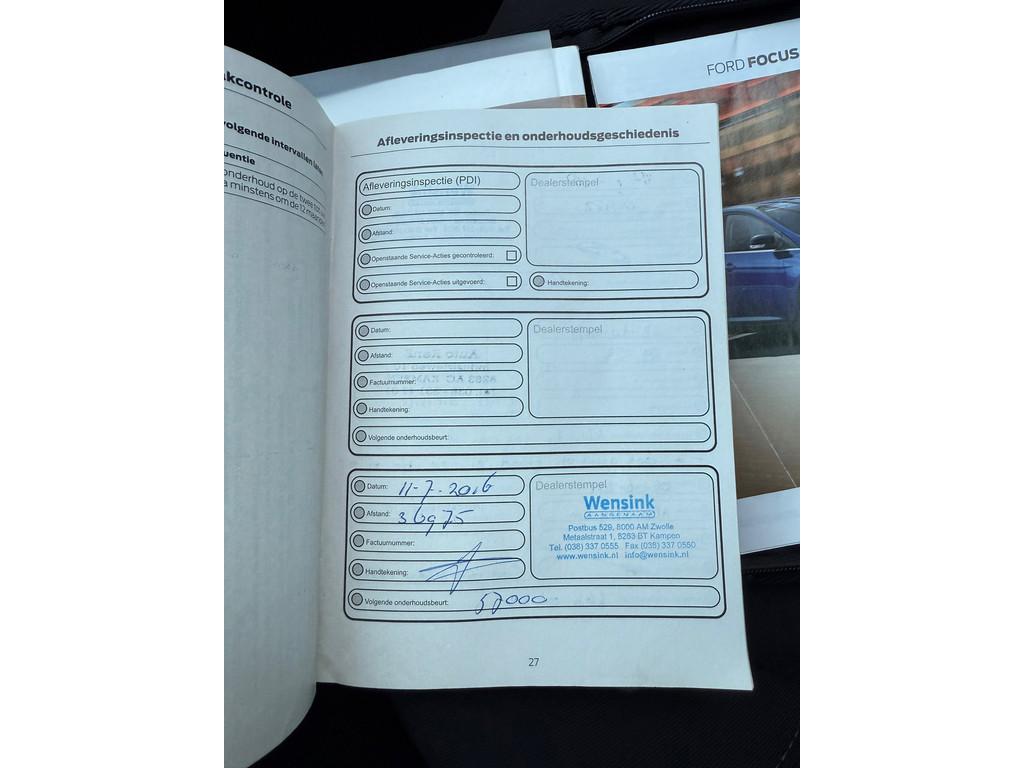 kcontrole
volgende intervallen
uentie
onderhoud op de twee
minstens om de 12
FORD FOCUS
Afleveringsinspectie en onderhoudsgeschiedenis
Afleveringsinspectie (PDI)
Datum:
Afstand:
Openstaande Service-Acties gecontroleerd:
Openstaande Service-Acties uitgevoerd:
Dealerstempel
Handtekening:
Datum:
Afstand:
Factuurnummer:
Handtekening:
Dealerstempel
Volgende onderhoudsbeurt:
Datum: 11-7-2016
Afstand: 36975
Factuurnummer:
Handtekening:
Dealerstempel
Wensink
AANGENAAM
Postbus 529, 8000 AM Zwolle
Metaalstraat 1, 8263 BT Kampen
Tel. (038) 337 0555 Fax (038) 337 0550
www.wensink.nl info@wensink.nl
Volgende onderhoudsbeurt: 57000
27